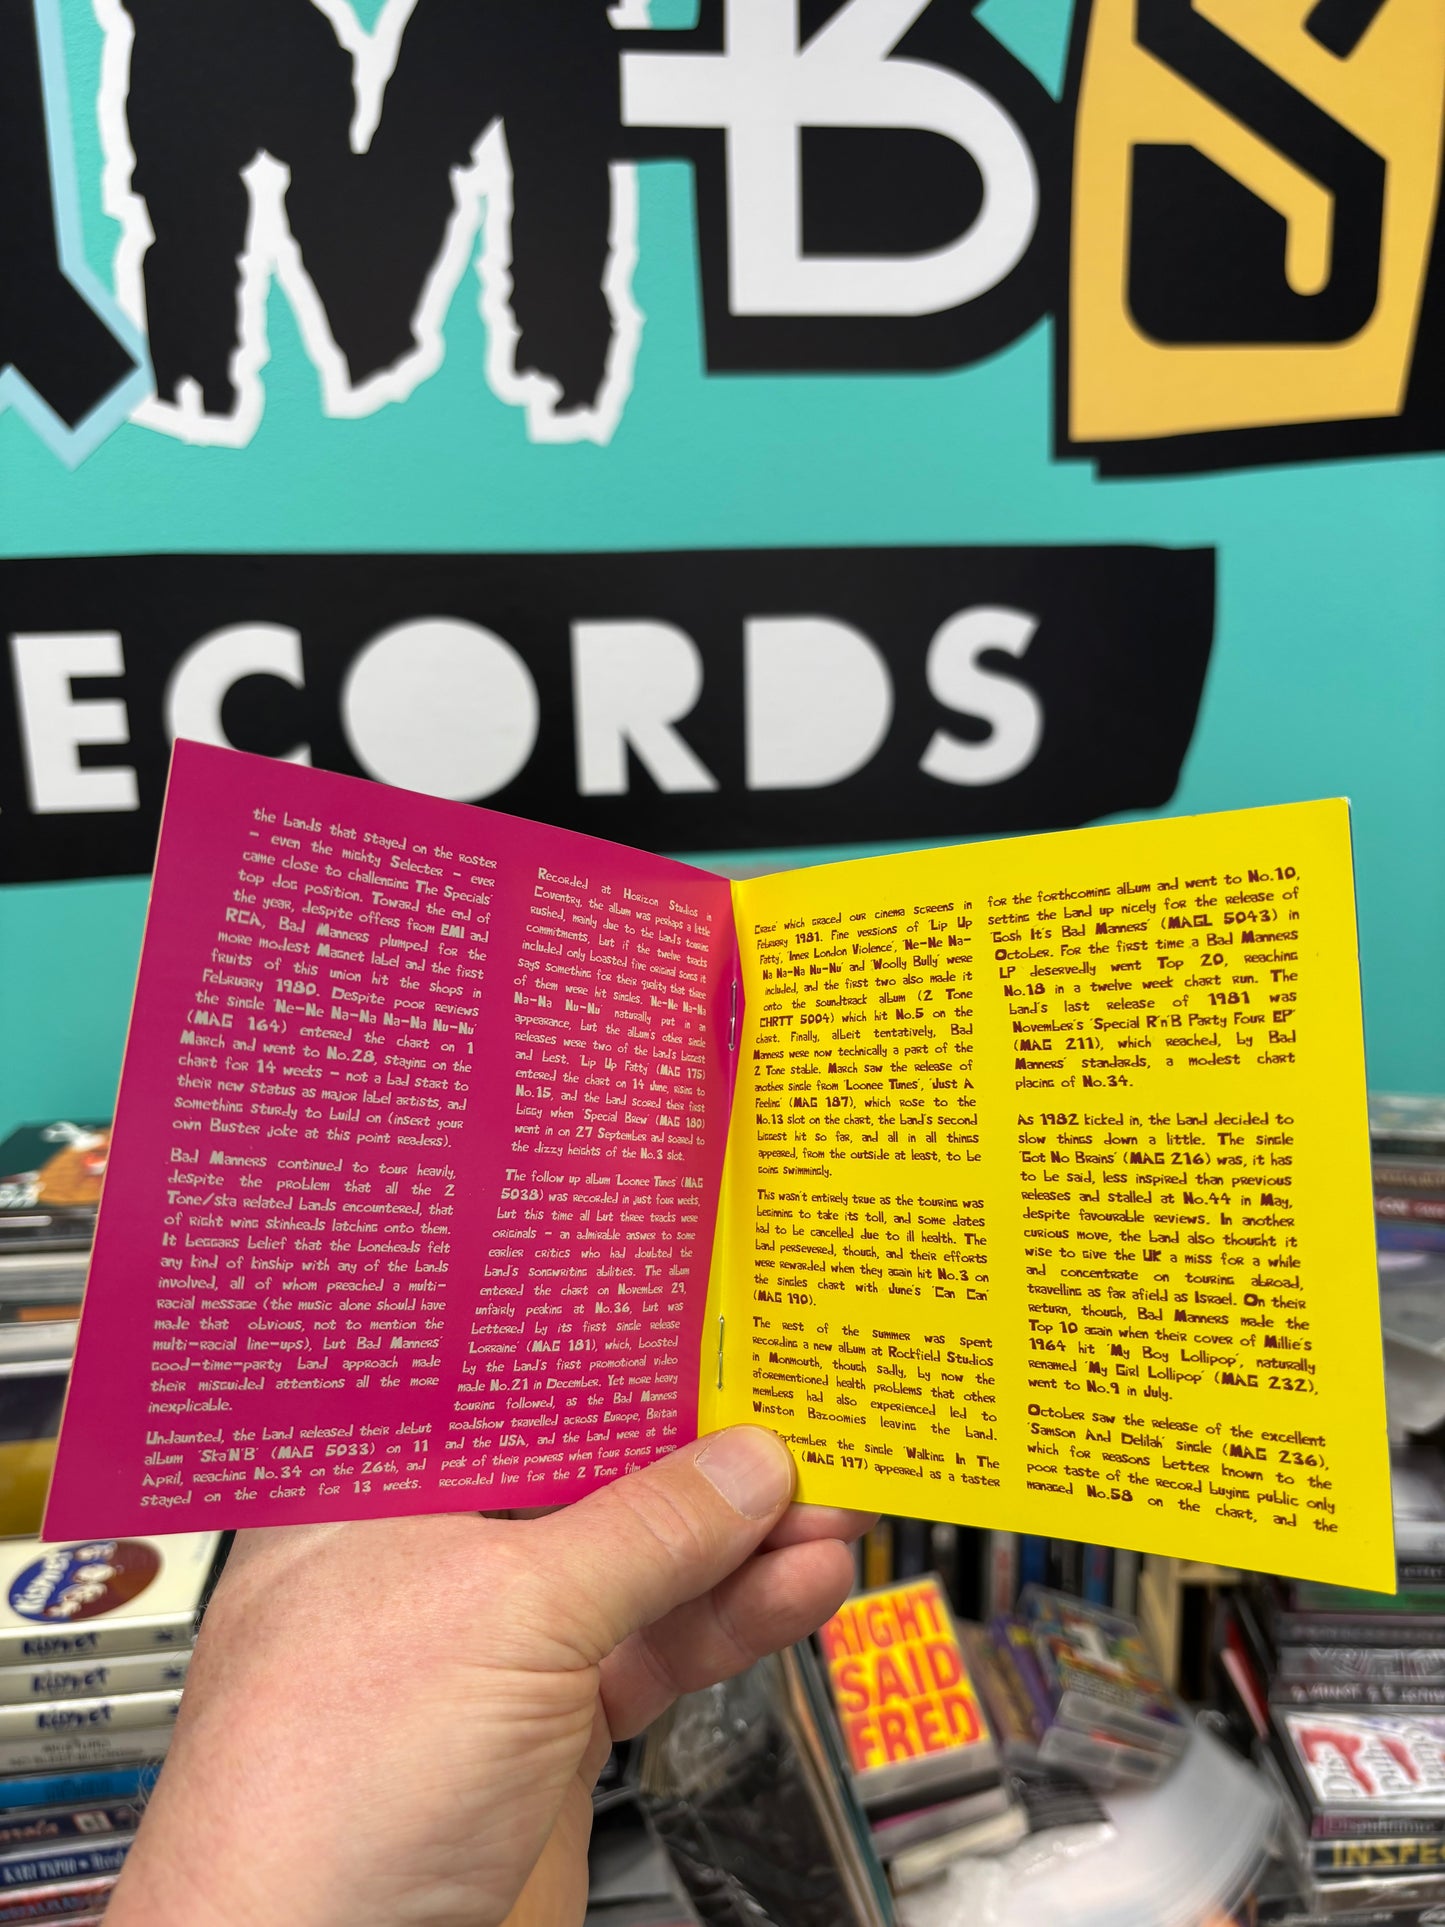 MBS
ECORDS
the bands that stayed on the roster
– even the mighty Selecter – ever
came close to challenging The Specials'
top dog position. Toward the end of
the year, despite offers from EMI and
RCA, Bad Manners plumped for the
more modest Magnet label and the first
fruits of this union hit the shops in
February 1980. Despite poor reviews
the single 'Ne-Ne Na-Na Na-Na Nu-Nu'
(MAG 164) entered the chart on 1
March and went to No.28, staying on the
chart for 14 weeks – not a bad start to
their new status as major label artists, and
something sturdy to build on (insert your
own Buster joke at this point readers).
Bad Manners continued to tour heavily,
despite the problem that all the 2
Tone/ska related bands encountered, that
of right wing skinheads latching onto them.
It beggars belief that the boneheads felt
any kind of kinship with any of the bands
involved, all of whom preached a multi-
racial message (the music alone should have
made that obvious, not to mention the
multi-racial line-ups), but Bad Manners'
good-time-party band approach made
their misguided attentions all the more
inexplicable.
Undaunted, the band released their debut
album 'Ska'N'B' (MAG 5033) on 11
April, reaching No.34 on the 26th, and
stayed on the chart for 13 weeks.
Recorded at Horizon Studios in
Coventry, the album was perhaps a little
rushed, mainly due to the band's touring
commitments, but if the twelve tracks
included only boasted five original songs it
says something for their quality that three
of them were hit singles. 'Ne-Ne Na-Na
Na-Na Nu-Nu' naturally put in an
appearance, but the album's other single
releases were two of the band's biggest
and best. 'Lip Up Fatty' (MAG 175)
entered the chart on 14 June, rising to
No.15, and the band scored their first
biggy when 'Special Brew' (MAG 180)
went in on 27 September and soared to
the dizzy heights of the No.3 slot.
The follow up album 'Loonee Tunes' (MAG
5038) was recorded in just four weeks,
but this time all but three tracks were
originals – an admirable answer to some
earlier critics who had doubted the
band's songwriting abilities. The album
entered the chart on November 29,
unfairly peaking at No.36, but was
bettered by its first single release
'Lorraine' (MAG 181), which, boosted
by the band's first promotional video
made No.21 in December. Yet more heavy
touring followed, as the Bad Manners
roadshow travelled across Europe, Britain
and the USA, and the band were at the
peak of their powers when four songs were
recorded live for the 2 Tone film
Craze' which graced our cinema screens in
February 1981. Fine versions of 'Lip Up
Fatty', 'Inner London Violence', 'Ne-Ne Na-
Na Na-Na Nu-Nu' and 'Woolly Bully' were
included, and the first two also made it
onto the soundtrack album (2 Tone
CHRTT 5004) which hit No.5 on the
chart. Finally, albeit tentatively, Bad
Manners were now technically a part of the
2 Tone stable. March saw the release of
another single from 'Loonee Tunes', 'Just A
Feeling' (MAG 187), which rose to the
No.13 slot on the chart, the band's second
biggest hit so far, and all in all things
appeared, from the outside at least, to be
going swimmingly.
This wasn't entirely true as the touring was
beginning to take its toll, and some dates
had to be cancelled due to ill health. The
band persevered, though, and their efforts
were rewarded when they again hit No.3 on
the singles chart with June's 'Can Can'
(MAG 190).
The rest of the summer was spent
recording a new album at Rockfield Studios
in Monmouth, though sadly, by now the
aforementioned health problems that other
members had also experienced led to
Winston Bazoomies leaving the band.
September the single 'Walking In The
(MAG 197) appeared as a taster
for the forthcoming album and went to No.10,
setting the band up nicely for the release of
'Gosh It's Bad Manners' (MAGL 5043) in
October. For the first time a Bad Manners
LP deservedly went Top 20, reaching
No.18 in a twelve week chart run. The
band's last release of 1981 was
November's 'Special R'n'B Party Four EP'
(MAG 211), which reached, by Bad
Manners' standards, a modest chart
placing of No.34.
As 1982 kicked in, the band decided to
slow things down a little. The single
'Got No Brains' (MAG 216) was, it has
to be said, less inspired than previous
releases and stalled at No.44 in May,
despite favourable reviews. In another
curious move, the band also thought it
wise to give the UK a miss for a while
and concentrate on touring abroad,
travelling as far afield as Israel. On their
return, though, Bad Manners made the
Top 10 again when their cover of Millie's
1964 hit 'My Boy Lollipop', naturally
renamed 'My Girl Lollipop' (MAG 232),
went to No.9 in July.
October saw the release of the excellent
'Samson And Delilah' single (MAG 236),
which for reasons better known to the
poor taste of the record buying public only
managed No.58 on the chart, and the
RIGHT
SAID
FRED
INSPE